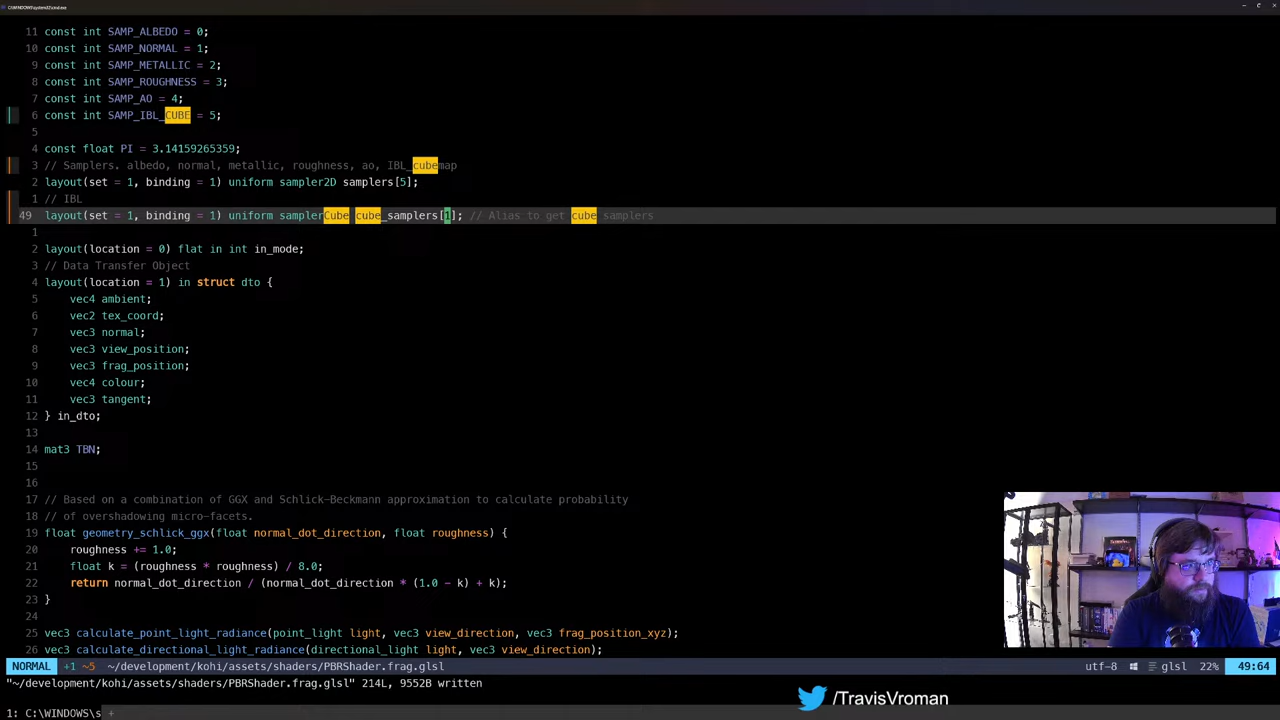 C:\WINDOWS\system32\cmd.exe
11 const int SAMP_ALBEDO = 0;
10 const int SAMP_NORMAL = 1;
9 const int SAMP_METALLIC = 2;
8 const int SAMP_ROUGHNESS = 3;
7 const int SAMP_AO = 4;
6 const int SAMP_IBL_CUBE = 5;
5
4 const float PI = 3.14159265359;
3 // Samplers. albedo, normal, metallic, roughness, ao, IBL_cubemap
2 layout(set = 1, binding = 1) uniform sampler2D samplers[5];
1 // IBL
49 layout(set = 1, binding = 1) uniform samplerCube cube_samplers[1]; // Alias to get cube samplers
1
2 layout(location = 0) flat in int in_mode;
3 // Data Transfer Object
4 layout(location = 1) in struct dto {
5 vec4 ambient;
6 vec2 tex_coord;
7 vec3 normal;
8 vec3 view_position;
9 vec3 frag_position;
10 vec4 colour;
11 vec3 tangent;
12 } in_dto;
13
14 mat3 TBN;
15
16
17 // Based on a combination of GGX and Schlick-Beckmann approximation to calculate probability
18 // of overshadowing micro-facets.
19 float geometry_schlick_ggx(float normal_dot_direction, float roughness) {
20 roughness += 1.0;
21 float k = (roughness * roughness) / 8.0;
22 return normal_dot_direction / (normal_dot_direction * (1.0 - k) + k);
23 }
24
25 vec3 calculate_point_light_radiance(point_light light, vec3 view_direction, vec3 frag_position_xyz);
26 vec3 calculate_directional_light_radiance(directional_light light, vec3 view_direction);
NORMAL +1 ~5 ~/development/kohi/assets/shaders/PBRShader.frag.glsl utf-8 glsl 22% 49:64
"~/development/kohi/assets/shaders/PBRShader.frag.glsl" 214L, 9552B written
/TravisVroman
1: C:\WINDOWS\s +